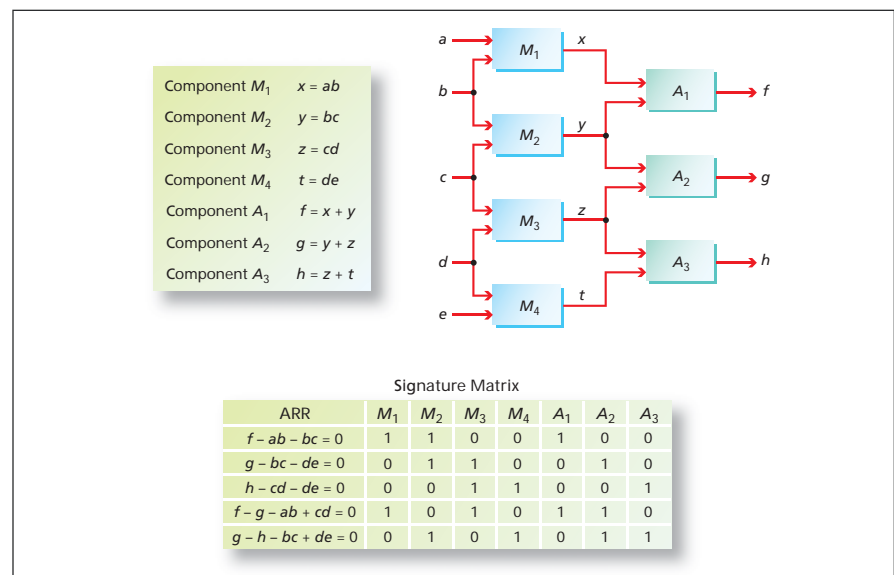 Component M₁ x = ab
Component M₂ y = bc
Component M₃ z = cd
Component M₄ t = de
Component A₁ f = x + y
Component A₂ g = y + z
Component A₃ h = z + t
a
b
c
d
e
M₁
M₂
M₃
M₄
x
y
z
t
A₁
A₂
A₃
f
g
h
Signature Matrix
ARR M₁ M₂ M₃ M₄ A₁ A₂ A₃
f – ab – bc = 0 1 1 0 0 1 0 0
g – bc – de = 0 0 1 1 0 0 1 0
h – cd – de = 0 0 0 1 1 0 0 1
f – g – ab + cd = 0 1 0 1 0 1 1 0
g – h – bc + de = 0 0 1 0 1 0 1 1